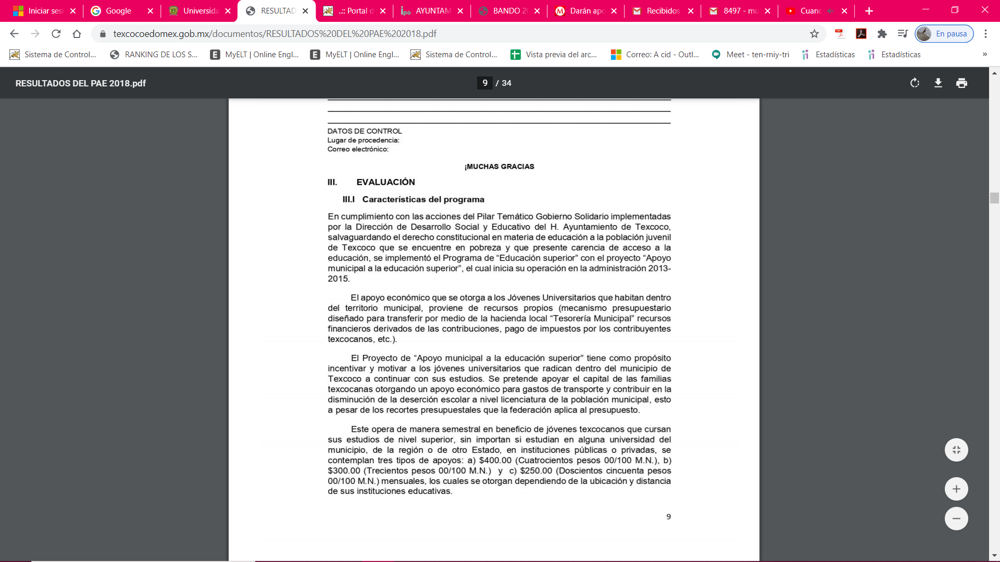 Iniciar sesi
Google
Universida
RESULTAD
..:: Portal d
AYUNTAM
BANDO 20
Darán apo
Recibidos
8497 - mu
Cuand
texcocoedomex.gob.mx/documentos/RESULTADOS%20DEL%20PAE%202018.pdf
En pausa
Sistema de Control...
RANKING DE LOS S...
MyELT | Online Engl...
MyELT | Online Engl...
Sistema de Control...
Vista previa del arc...
Correo: A cid - Outl...
Meet - ten-rniy-tri
Estadísticas
Estadísticas
»
RESULTADOS DEL PAE 2018.pdf
9 / 34
DATOS DE CONTROL
Lugar de procedencia:
Correo electrónico:
¡MUCHAS GRACIAS
III. EVALUACIÓN
III.I Características del programa
En cumplimiento con las acciones del Pilar Temático Gobierno Solidario implementadas
por la Dirección de Desarrollo Social y Educativo del H. Ayuntamiento de Texcoco,
salvaguardando el derecho constitucional en materia de educación a la población juvenil
de Texcoco que se encuentre en pobreza y que presente carencia de acceso a la
educación, se implementó el Programa de “Educación superior” con el proyecto “Apoyo
municipal a la educación superior”, el cual inicia su operación en la administración 2013-
2015.
El apoyo económico que se otorga a los Jóvenes Universitarios que habitan dentro
del territorio municipal, proviene de recursos propios (mecanismo presupuestario
diseñado para transferir por medio de la hacienda local “Tesorería Municipal” recursos
financieros derivados de las contribuciones, pago de impuestos por los contribuyentes
texcocanos, etc.).
El Proyecto de “Apoyo municipal a la educación superior” tiene como propósito
incentivar y motivar a los jóvenes universitarios que radican dentro del municipio de
Texcoco a continuar con sus estudios. Se pretende apoyar el capital de las familias
texcocanas otorgando un apoyo económico para gastos de transporte y contribuir en la
disminución de la deserción escolar a nivel licenciatura de la población municipal, esto
a pesar de los recortes presupuestales que la federación aplica al presupuesto.
Este opera de manera semestral en beneficio de jóvenes texcocanos que cursan
sus estudios de nivel superior, sin importan si estudian en alguna universidad del
municipio, de la región o de otro Estado, en instituciones públicas o privadas, se
contemplan tres tipos de apoyos: a) $400.00 (Cuatrocientos pesos 00/100 M.N.), b)
$300.00 (Trecientos pesos 00/100 M.N.) y c) $250.00 (Doscientos cincuenta pesos
00/100 M.N.) mensuales, los cuales se otorgan dependiendo de la ubicación y distancia
de sus instituciones educativas.
9